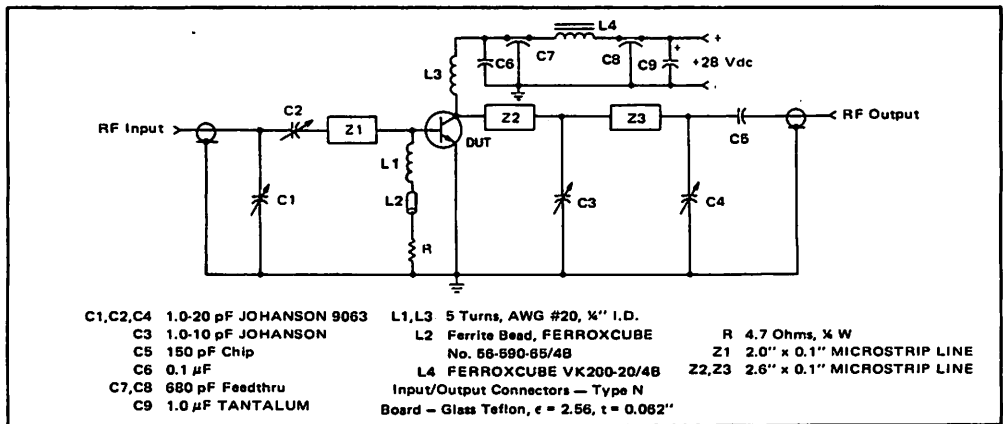 L4
+
C6
C7
C8
C9
+
+28 Vdc
L3
-
C2
RF Input
Z1
Z2
Z3
RF Output
DUT
C5
L1
C1
L2
C3
C4
R
C1,C2,C4 1.0-20 pF JOHANSON 9063
C3 1.0-10 pF JOHANSON
C5 150 pF Chip
C6 0.1 μF
C7,C8 680 pF Feedthru
C9 1.0 μF TANTALUM
L1,L3 5 Turns, AWG #20, ¼" I.D.
L2 Ferrite Bead, FERROXCUBE
No. 56-590-65/4B
L4 FERROXCUBE VK200-20/4B
Input/Output Connectors — Type N
Board – Glass Teflon, ϵ = 2.56, t = 0.062"
R 4.7 Ohms, ¼ W
Z1 2.0" x 0.1" MICROSTRIP LINE
Z2,Z3 2.6" x 0.1" MICROSTRIP LINE